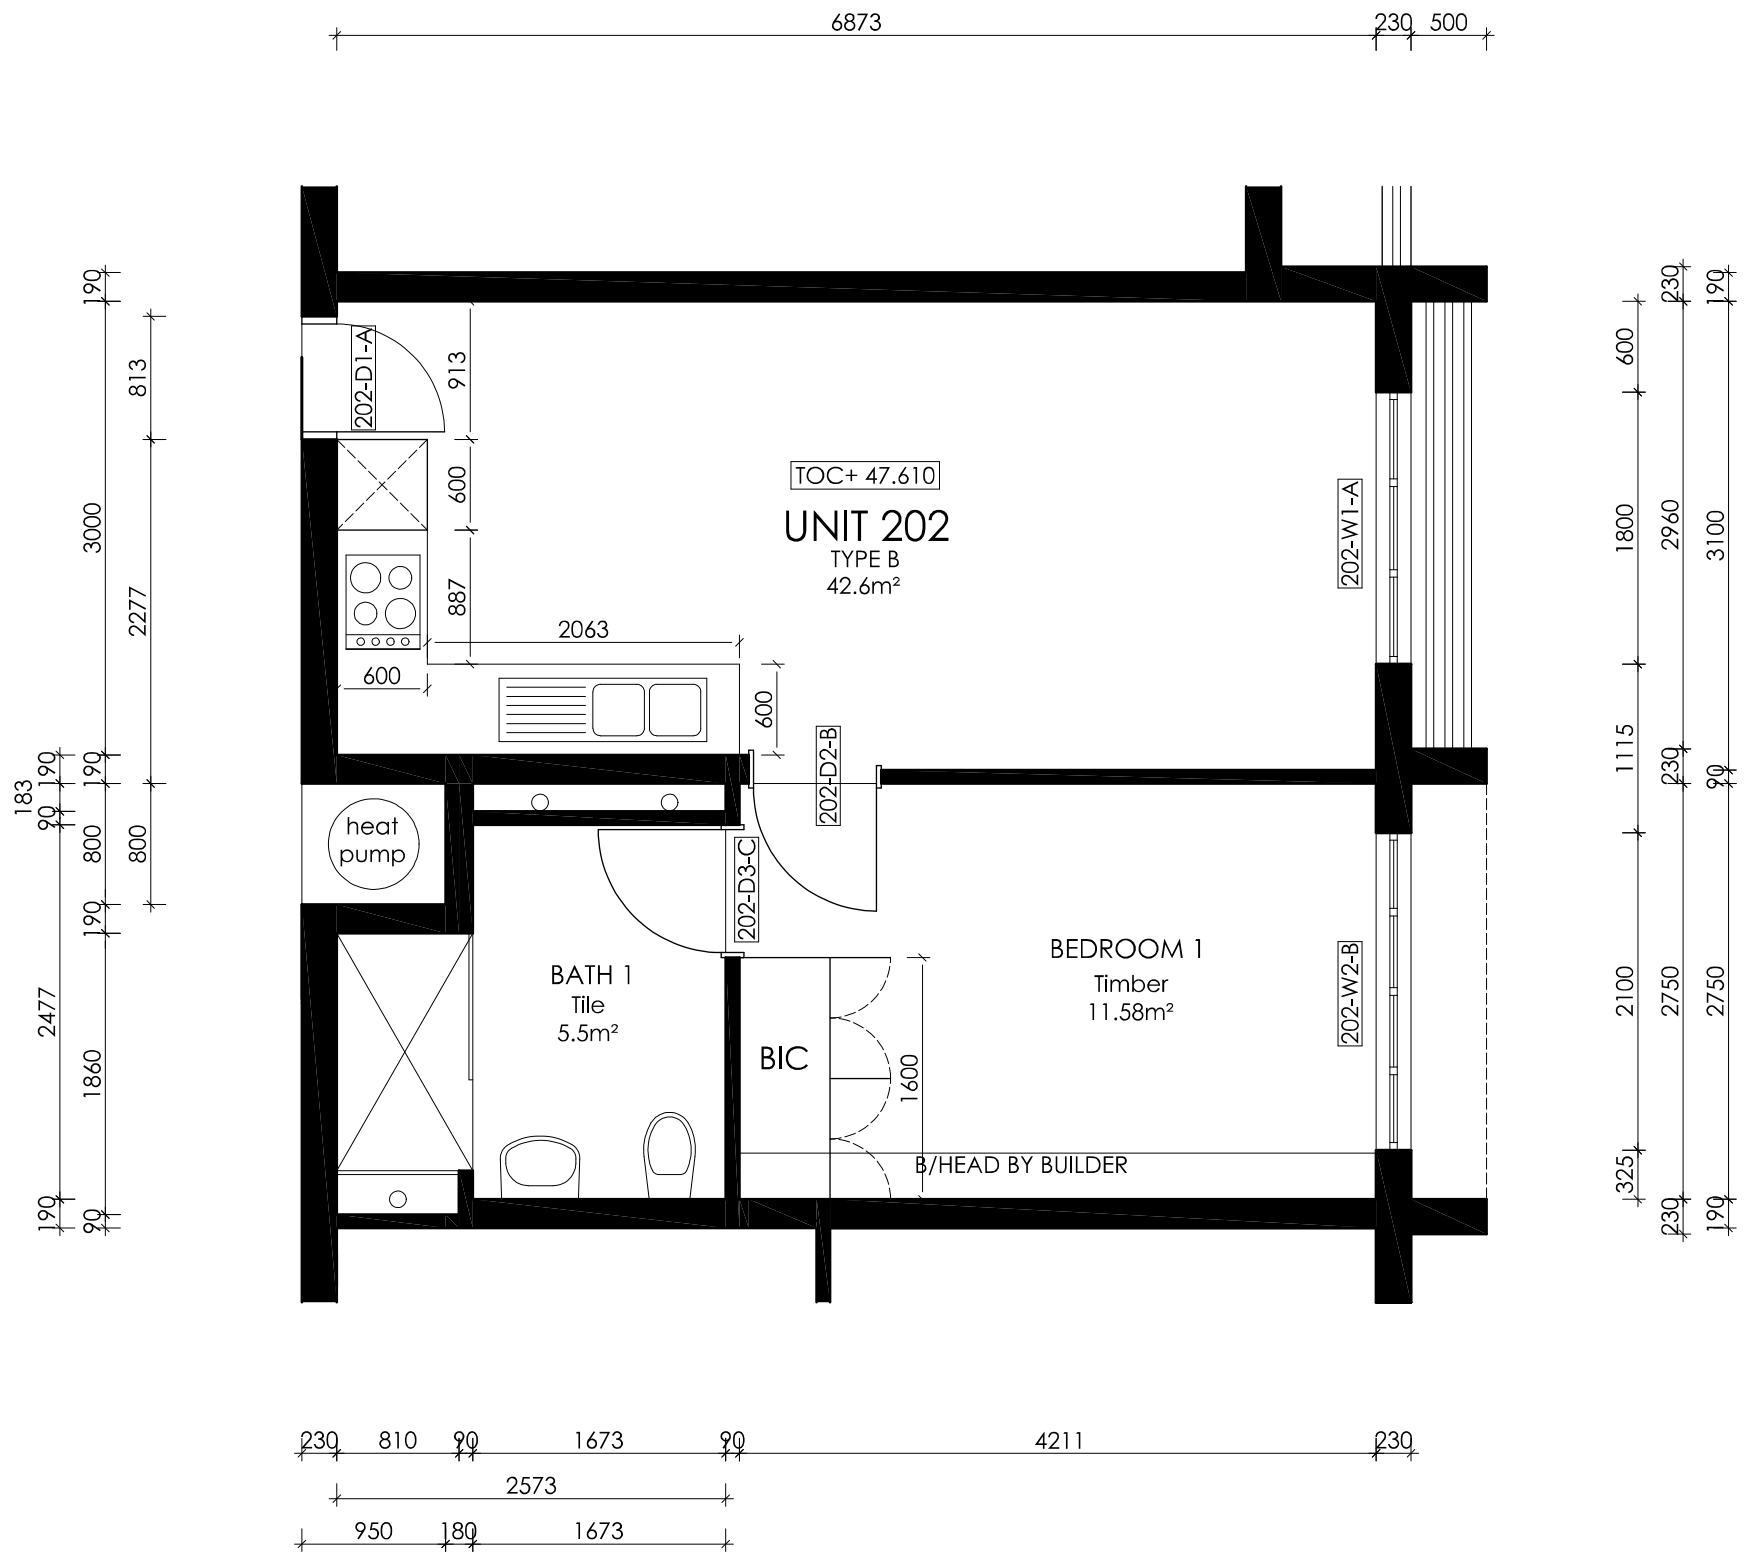 6873
230
500
190
230
190
813
202-D1-A
913
600
600
3000
TOC+ 47.610
UNIT 202
TYPE B
42.6m²
202-W1-A
1800
2960
3100
2277
887
2063
600
600
202-D2-B
1115
190
190
183
90
230
90
heat
pump
800
800
202-D3-C
190
BATH 1
Tile
5.5m²
BEDROOM 1
Timber
11.58m²
202-W2-B
2100
2750
2750
2477
1860
BIC
1600
B/HEAD BY BUILDER
325
190
90
230
190
230
810
90
1673
90
4211
230
2573
950
180
1673